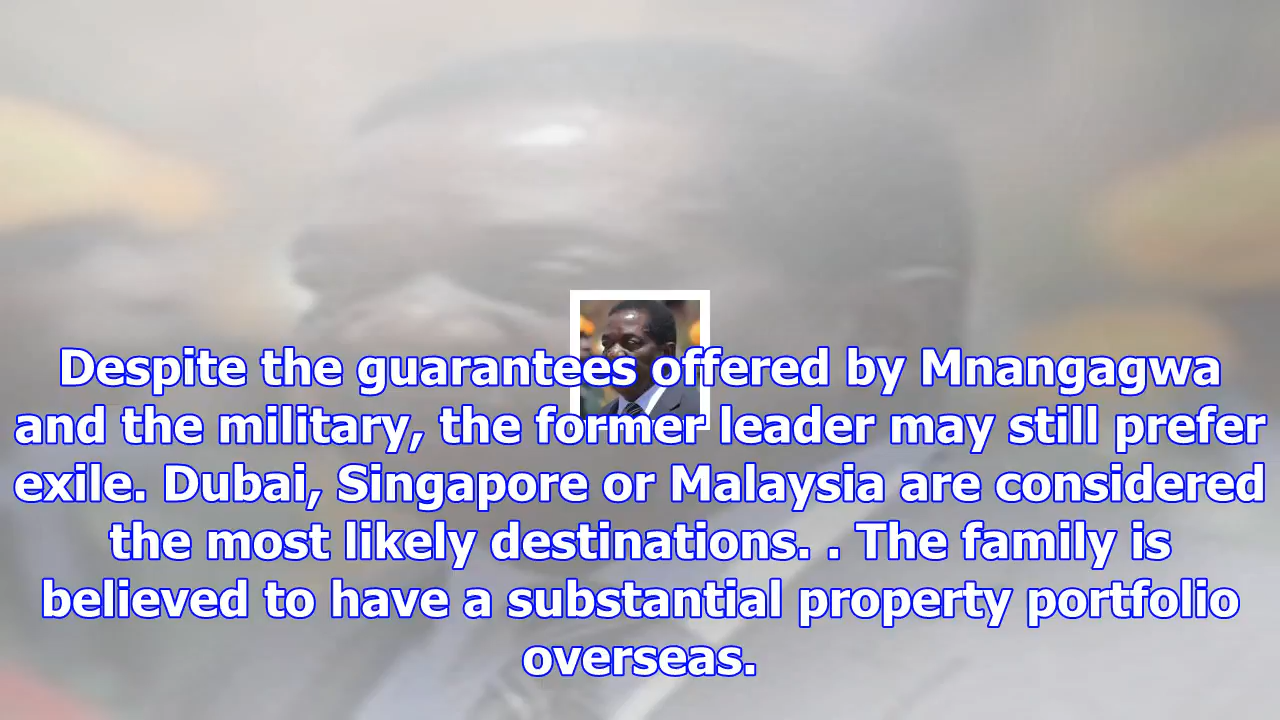 Despite the guarantees offered by Mnangagwa
and the military, the former leader may still prefer
exile. Dubai, Singapore or Malaysia are considered
the most likely destinations. . The family is
believed to have a substantial property portfolio
overseas.